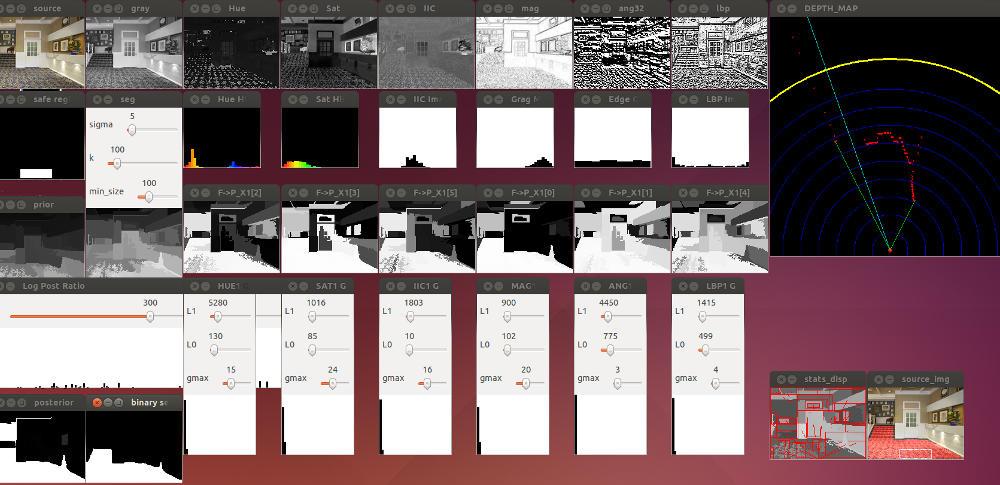 source
gray
Hue
Sat
IIC
mag
ang32
lbp
DEPTH_MAP
safe reg
seg
Hue H
Sat HI
IIC Im
Grag M
Edge
LBP Im
sigma
5
k
100
min_size
100
F->P_X1[2]
F->P_X1[3]
F->P_X1[5]
F->P_X1[0]
F->P_X1[1]
F->P_X1[4]
prior
Log Post Ratio
HUE1 G
SAT1 G
IIC1 G
MAG
ANG
LBP1 G
300
L1
5280
L0
130
gmax
15
L1
1016
L0
85
gmax
24
L1
1803
L0
10
gmax
16
L1
900
L0
102
gmax
20
L1
4450
L0
775
gmax
3
L1
1415
L0
499
gmax
4
stats_disp
source_img
posterior
binary se